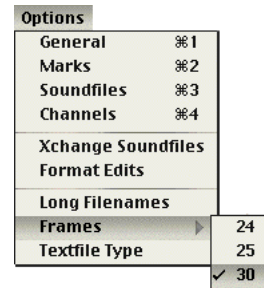 Options
General ⌘1
Marks ⌘2
Soundfiles ⌘3
Channels ⌘4
Xchange Soundfiles
Format Edits
Long Filenames
Frames ▶ 24
Textfile Type 25
✓ 30